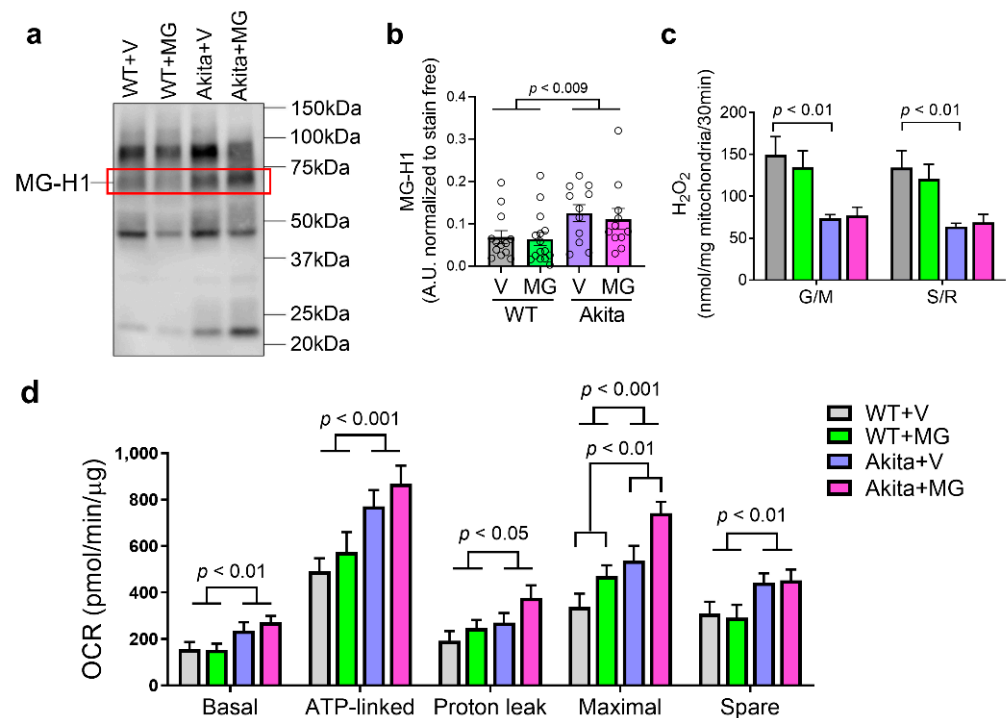 a
WT+V
WT+MG
Akita+V
Akita+MG
150kDa
100kDa
75kDa
MG-H1
50kDa
37kDa
25kDa
20kDa
b
p < 0.009
0.4
0.3
0.2
0.1
0.0
MG-H1
(A.U. normalized to stain free)
V MG V MG
WT Akita
c
p < 0.01 p < 0.01
200
150
100
50
0
H₂O₂
(nmol/mg mitochondria/30min)
G/M S/R
d
p < 0.01
p < 0.001
p < 0.05
p < 0.001
p < 0.01
p < 0.01
1,000
800
600
400
200
0
OCR (pmol/min/µg)
Basal ATP-linked Proton leak Maximal Spare
WT+V
WT+MG
Akita+V
Akita+MG